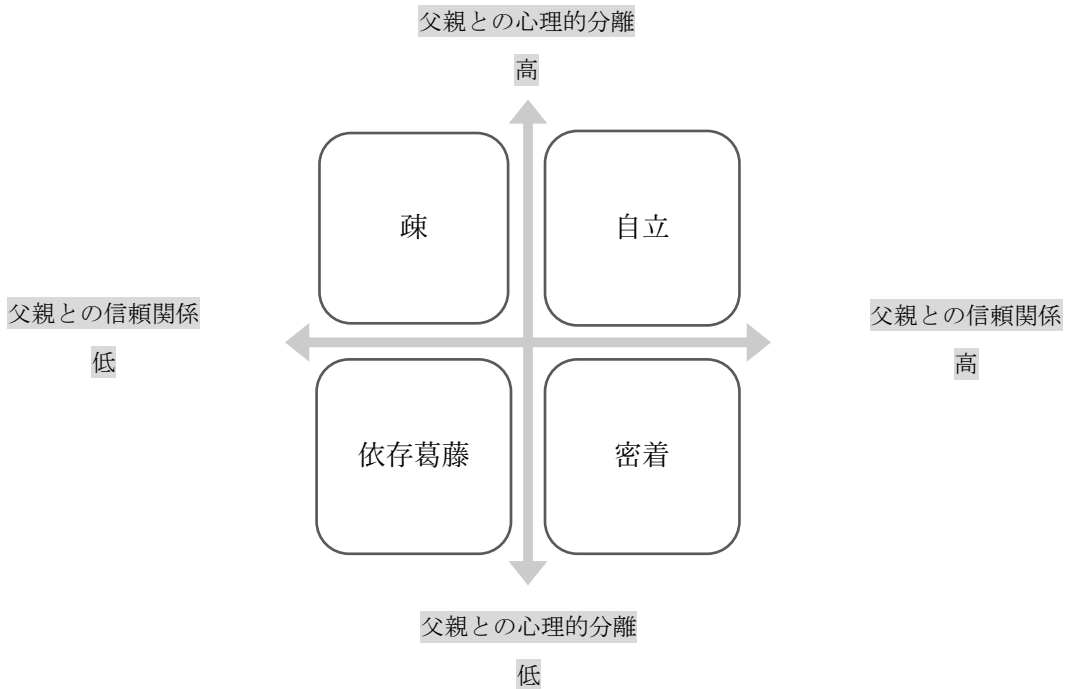 父親との心理的分離
高
疎
自立
父親との信頼関係
低
父親との信頼関係
高
依存葛藤
密着
父親との心理的分離
低